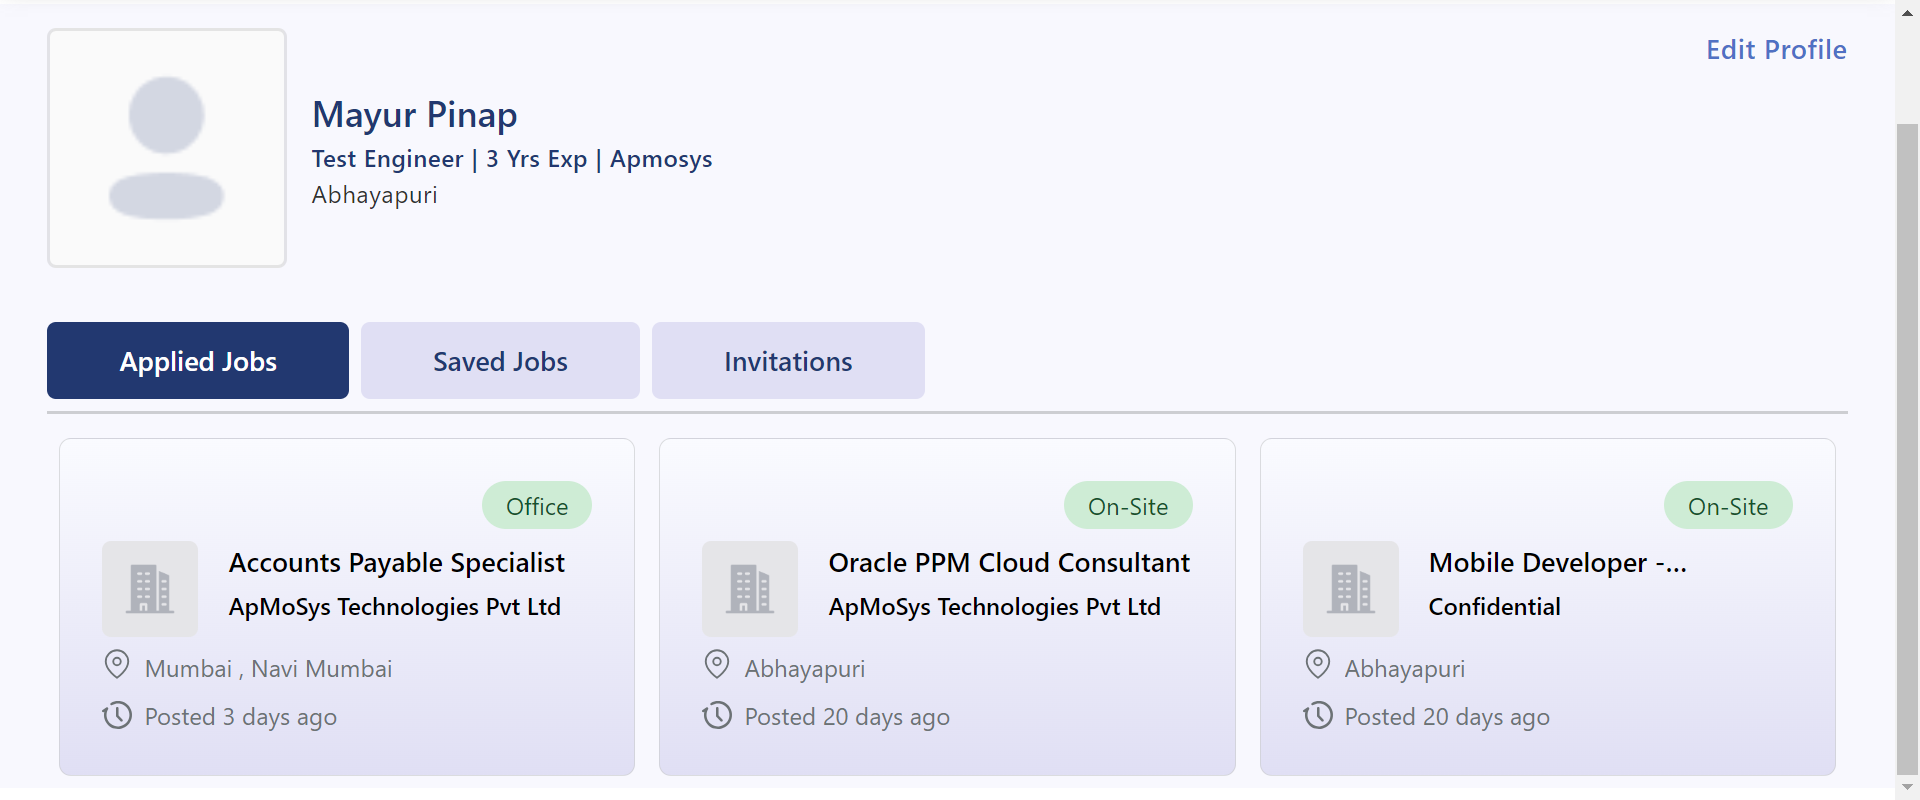 Edit Profile
Mayur Pinap
Test Engineer | 3 Yrs Exp | Apmosys
Abhayapuri
Applied Jobs
Saved Jobs
Invitations
Office
Accounts Payable Specialist
ApMoSys Technologies Pvt Ltd
Mumbai , Navi Mumbai
Posted 3 days ago
On-Site
Oracle PPM Cloud Consultant
ApMoSys Technologies Pvt Ltd
Abhayapuri
Posted 20 days ago
On-Site
Mobile Developer -...
Confidential
Abhayapuri
Posted 20 days ago